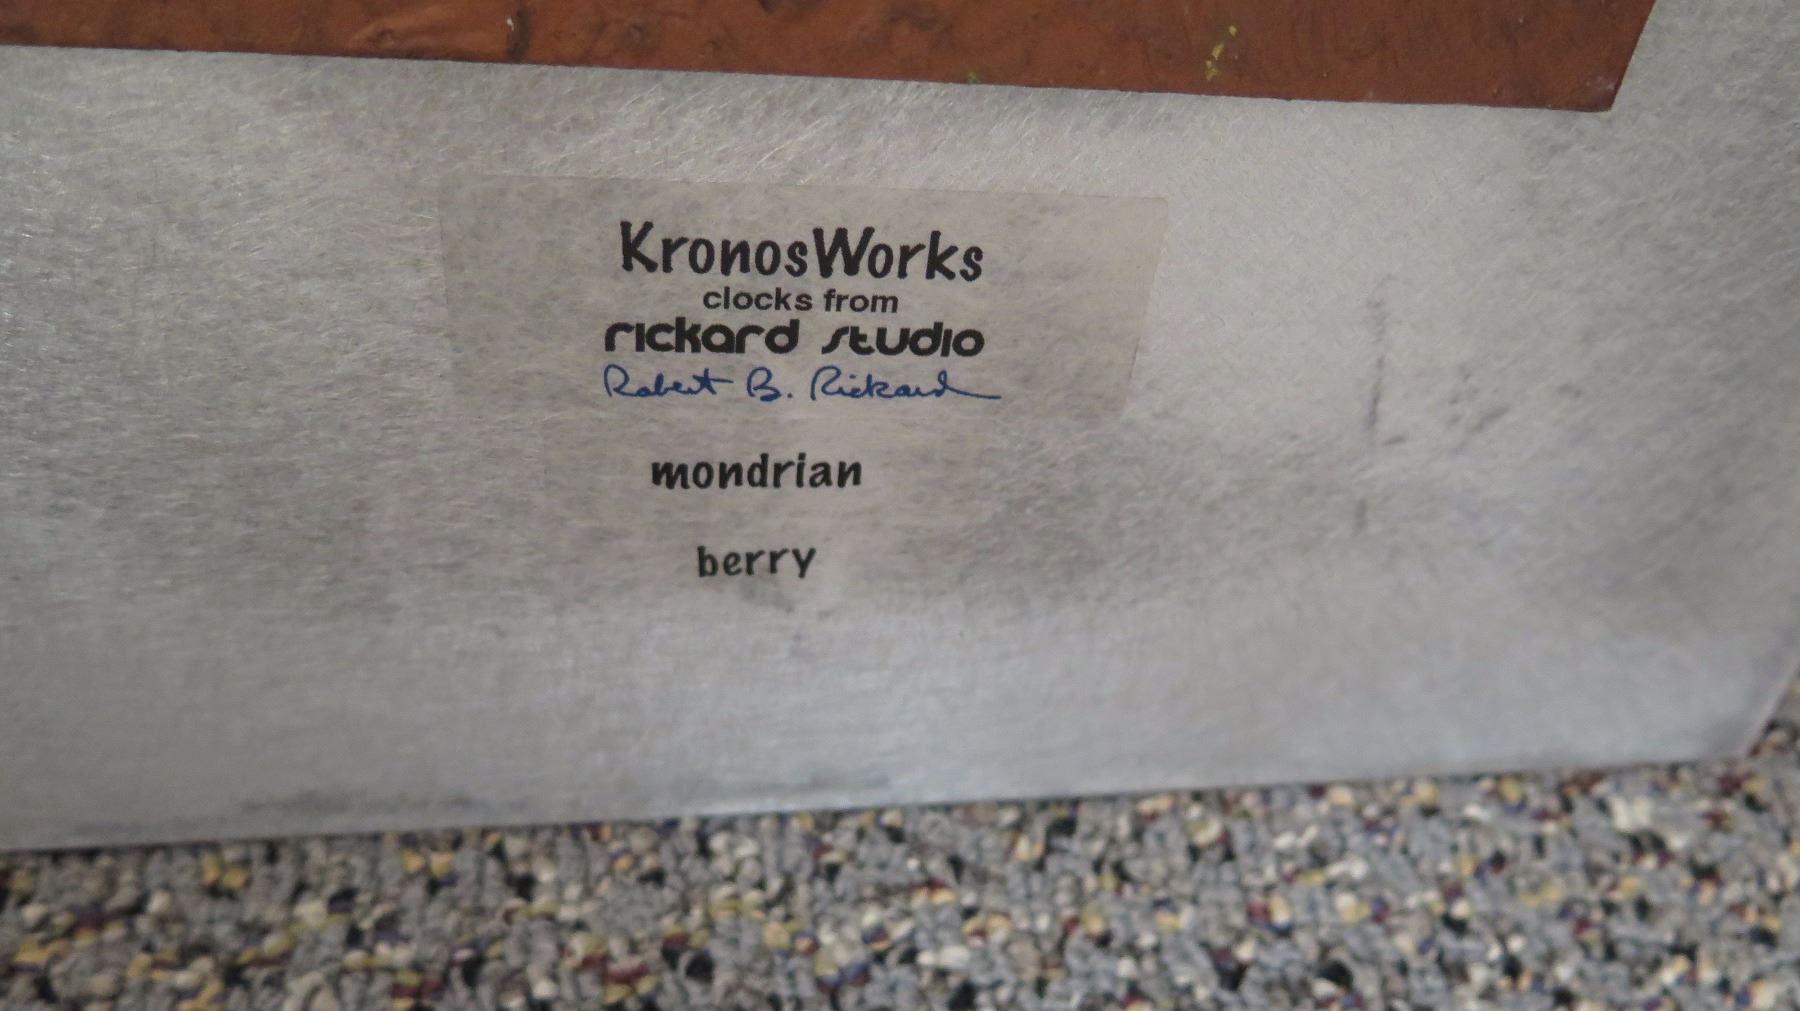 KronosWorks
clocks from
rickard studio
Robert B. Rickard
mondrian
berry